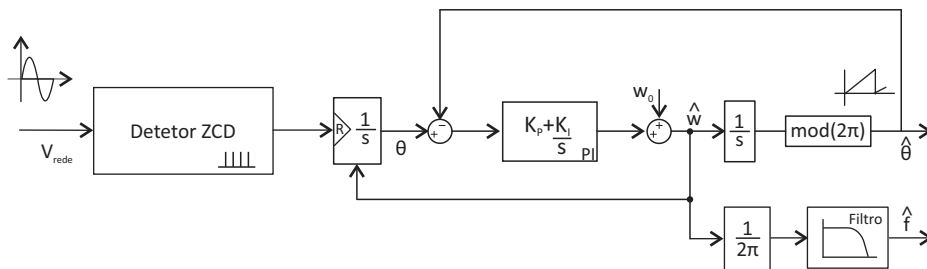 Detetor ZCD
V_rede
R
1
s
θ
+
−
K_P+K_I
s
PI
w_0
+
+
ŵ
1
s
mod(2π)
θ̂
1
2π
Filtro
f̂